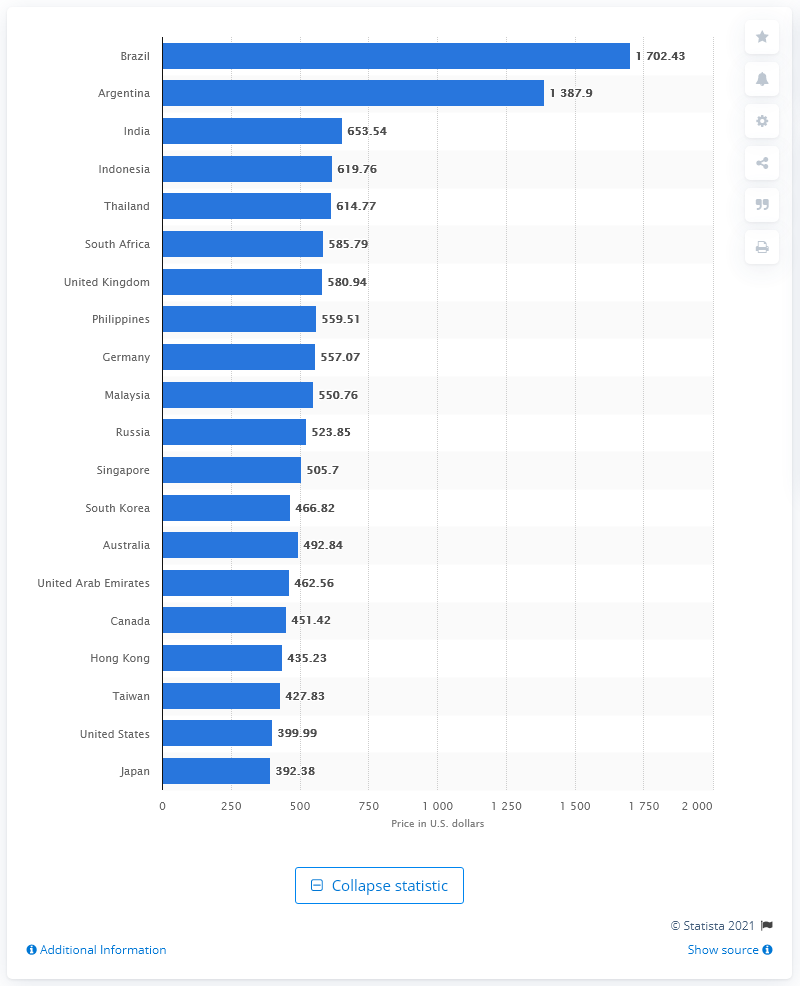 Brazil 1 702.43
Argentina 1 387.9
India 653.54
Indonesia 619.76
Thailand 614.77
South Africa 585.79
United Kingdom 580.94
Philippines 559.51
Germany 557.07
Malaysia 550.76
Russia 523.85
Singapore 505.7
South Korea 466.82
Australia 492.84
United Arab Emirates 462.56
Canada 451.42
Hong Kong 435.23
Taiwan 427.83
United States 399.99
Japan 392.38
0 250 500 750 1 000 1 250 1 500 1 750 2 000
Price in U.S. dollars
Collapse statistic
© Statista 2021
Additional Information Show source